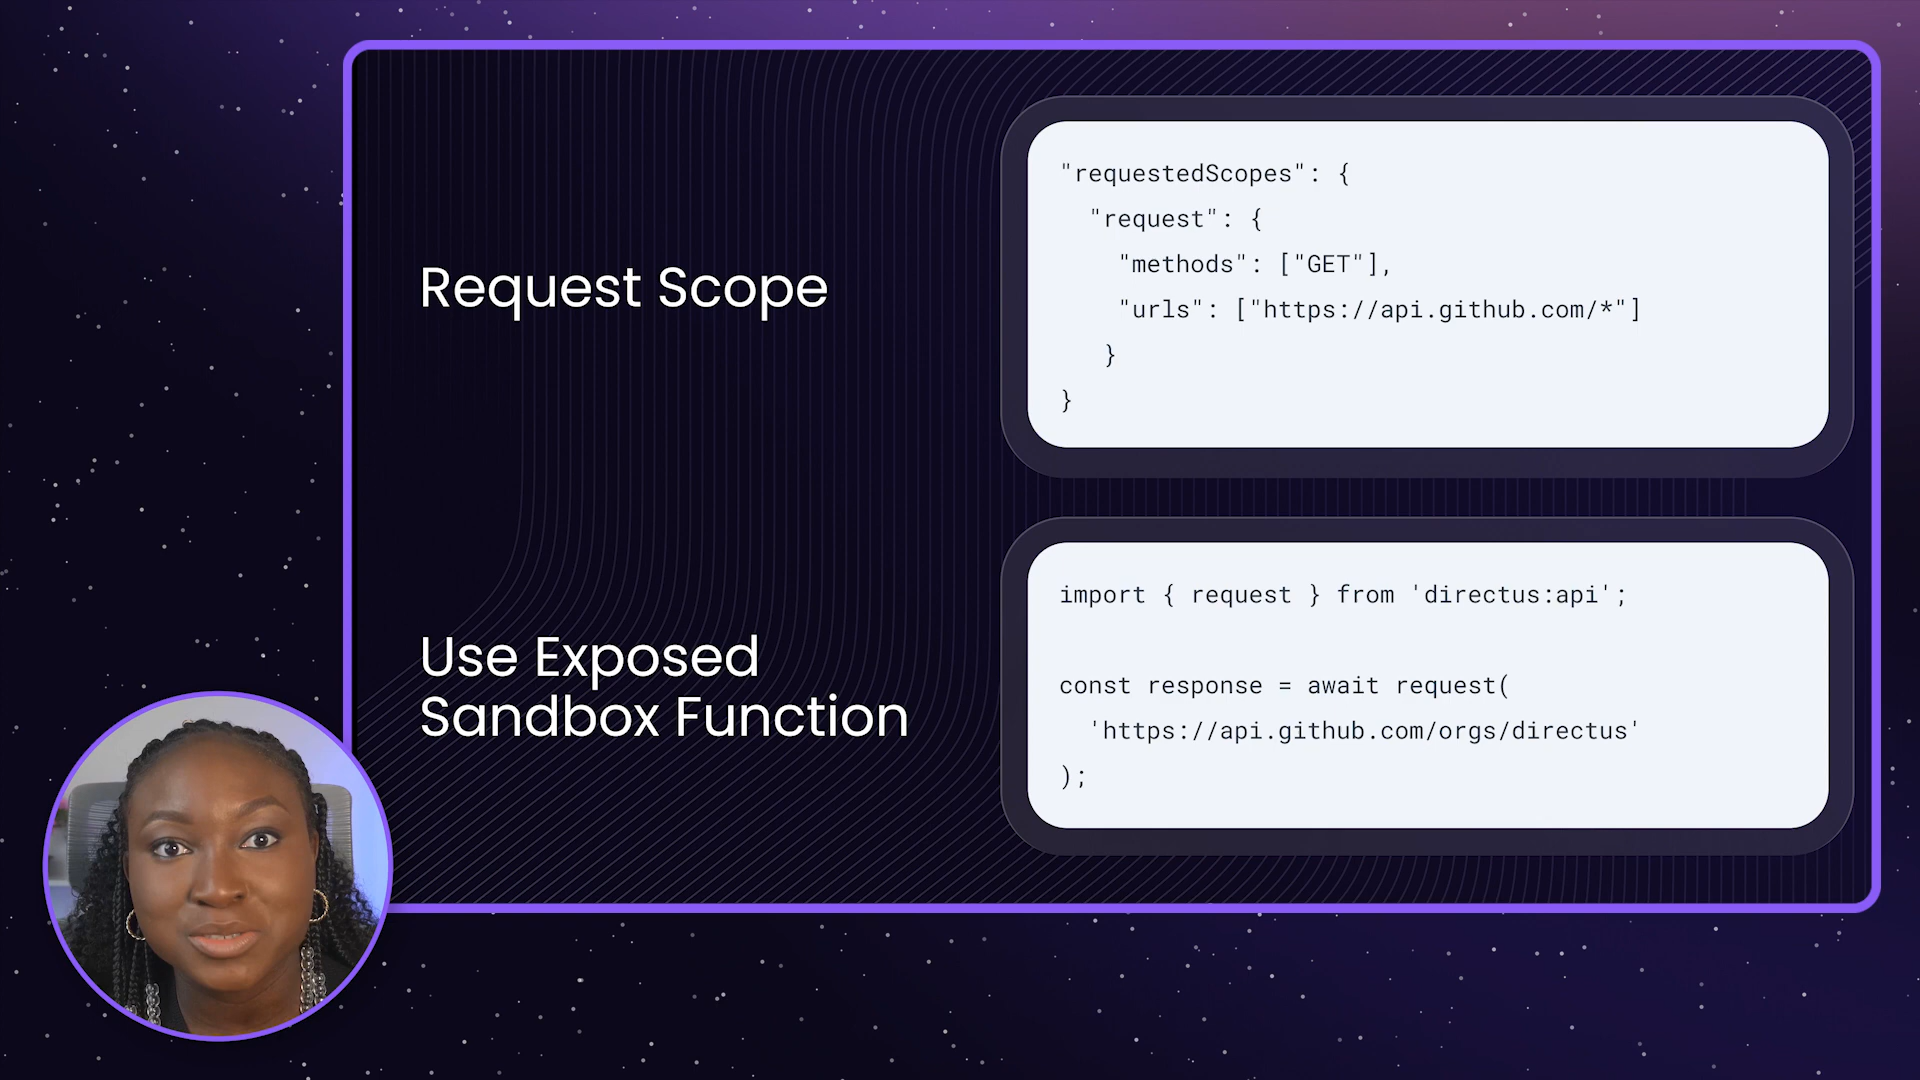 Request Scope
"requestedScopes": {
  "request": {
    "methods": ["GET"],
    "urls": ["https://api.github.com/*"]
   }
}
Use Exposed
Sandbox Function
import { request } from 'directus:api';
const response = await request(
  'https://api.github.com/orgs/directus'
);